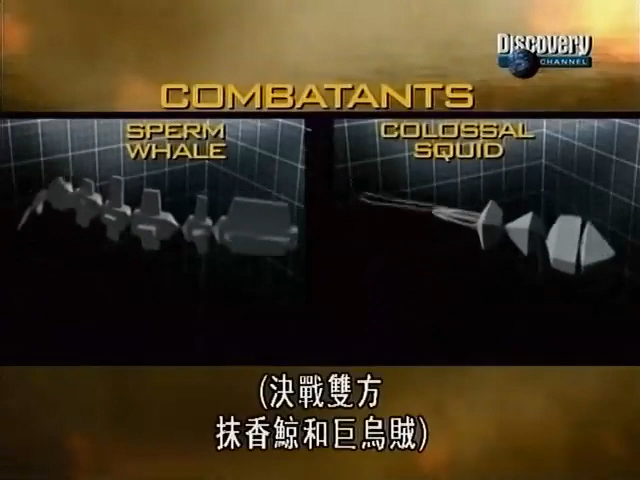 Discovery
CHANNEL
COMBATANTS
SPERM
WHALE
COLOSSAL
SQUID
(決戰雙方
抹香鯨和巨烏賊)